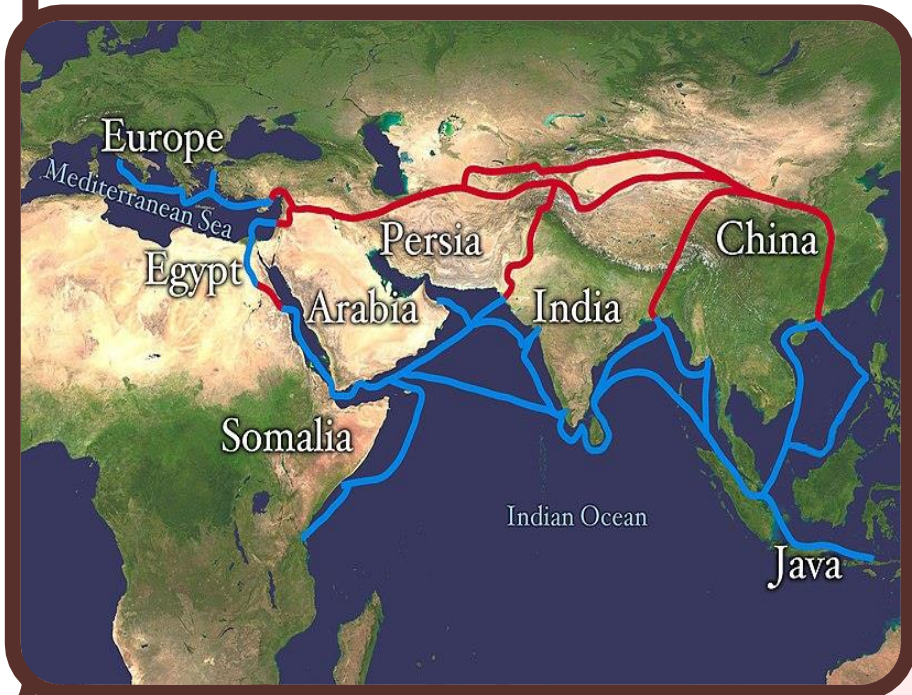 Europe
Mediterranean Sea
Egypt
Persia
China
Arabia
India
Somalia
Indian Ocean
Java